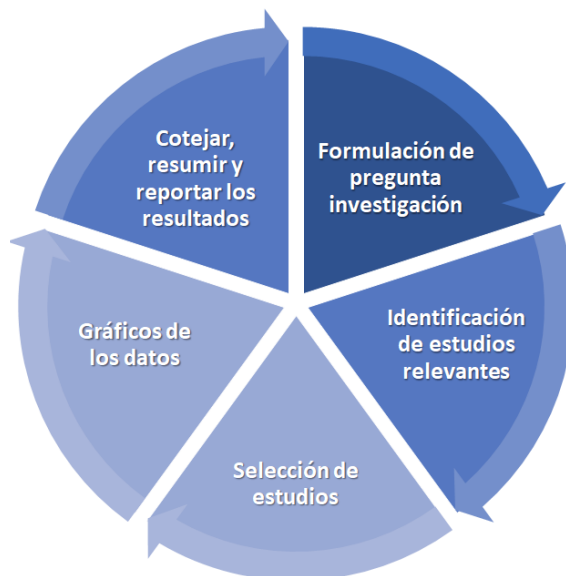 Formulación de
pregunta
investigación
Identificación
de estudios
relevantes
Selección de
estudios
Gráficos de
los datos
Cotejar,
resumir y
reportar los
resultados